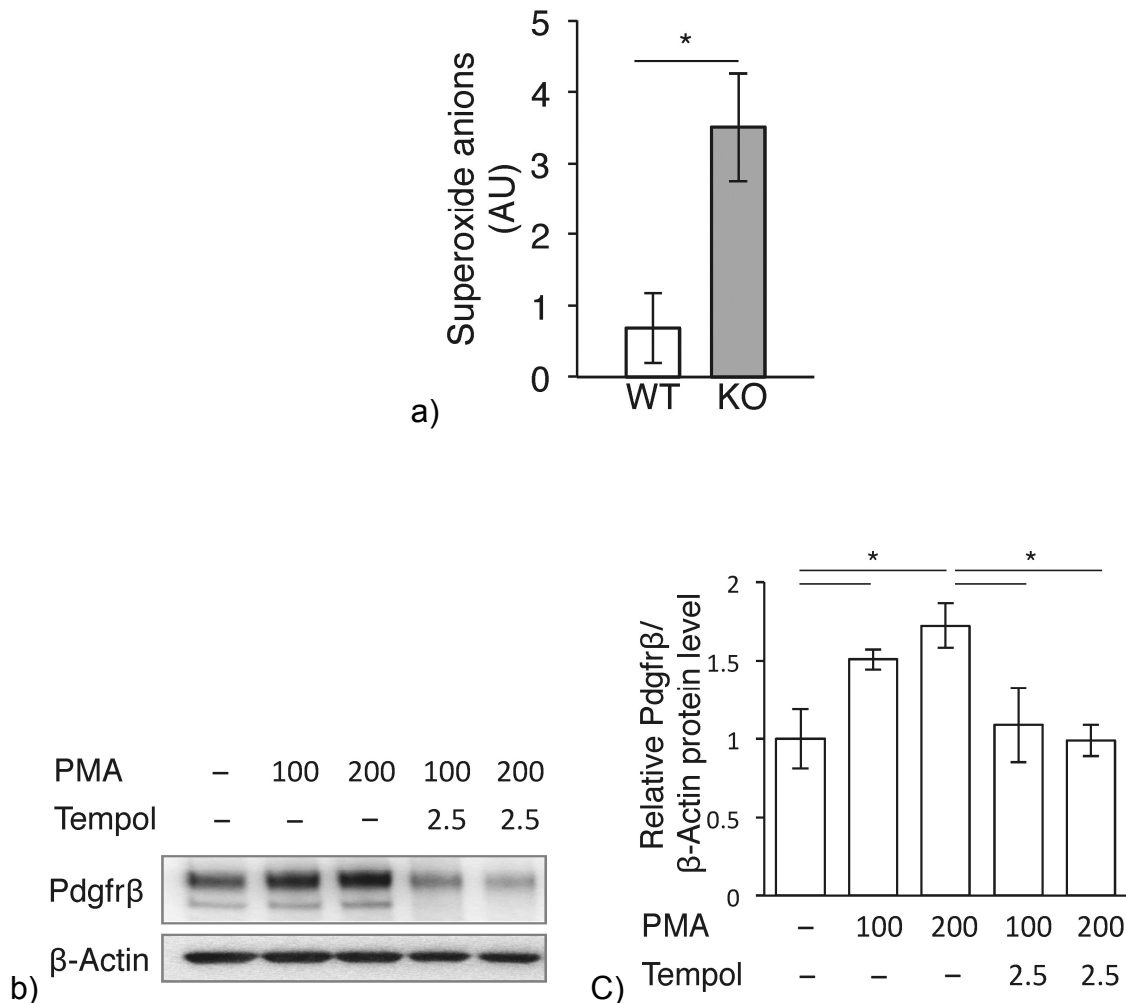 5
*
4
3
2
1
0
Superoxide anions
(AU)
WT KO
a)
PMA – 100 200 100 200
Tempol – – – 2.5 2.5
Pdgfrβ
β-Actin
b)
* *
2
1.5
1
0.5
0
Relative Pdgfrβ/
β-Actin protein level
PMA – 100 200 100 200
Tempol – – – 2.5 2.5
C)